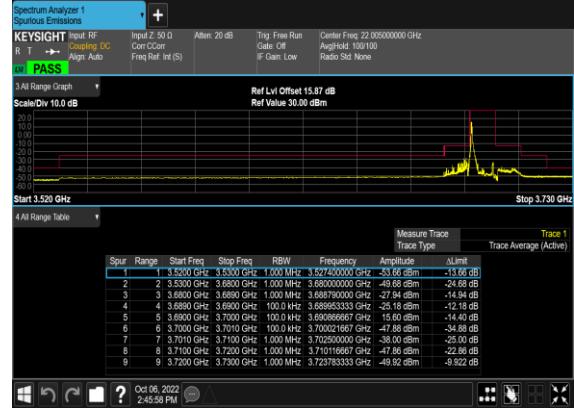 Spectrum Analyzer 1
Spurious Emissions
KEYSIGHT Input: RF Input Z: 50 Ω Atten: 20 dB Trig: Free Run Center Freq: 22.005000000 GHz
R T Coupling: DC Corr CCorr Gate: Off Avg|Hold: 100/100
Align: Auto Freq Ref: Int (S) IF Gain: Low Radio Std: None
PASS
3 All Range Graph
Ref Lvl Offset 15.87 dB
Scale/Div 10.0 dB Ref Value 30.00 dBm
20.0
10.0
0.00
-10.0
-20.0
-30.0
-40.0
-50.0
-60.0
Start 3.520 GHz Stop 3.730 GHz
4 All Range Table
Measure Trace Trace 1
Trace Type Trace Average (Active)
Spur Range Start Freq Stop Freq RBW Frequency Amplitude ΔLimit
1 1 3.5200 GHz 3.5300 GHz 1.000 MHz 3.527400000 GHz -53.66 dBm -13.66 dB
2 2 3.5300 GHz 3.6800 GHz 1.000 MHz 3.680000000 GHz -49.68 dBm -24.68 dB
3 3 3.6800 GHz 3.6890 GHz 1.000 MHz 3.688790000 GHz -27.94 dBm -14.94 dB
4 4 3.6890 GHz 3.6900 GHz 100.0 kHz 3.689953333 GHz -25.18 dBm -12.18 dB
5 5 3.6900 GHz 3.7000 GHz 100.0 kHz 3.690866667 GHz 15.60 dBm -14.40 dB
6 6 3.7000 GHz 3.7010 GHz 100.0 kHz 3.700021667 GHz -47.88 dBm -34.88 dB
7 7 3.7010 GHz 3.7100 GHz 1.000 MHz 3.702500000 GHz -38.00 dBm -25.00 dB
8 8 3.7100 GHz 3.7200 GHz 1.000 MHz 3.710116667 GHz -47.86 dBm -22.86 dB
9 9 3.7200 GHz 3.7300 GHz 1.000 MHz 3.723783333 GHz -49.92 dBm -9.922 dB
Oct 06, 2022
2:45:58 PM